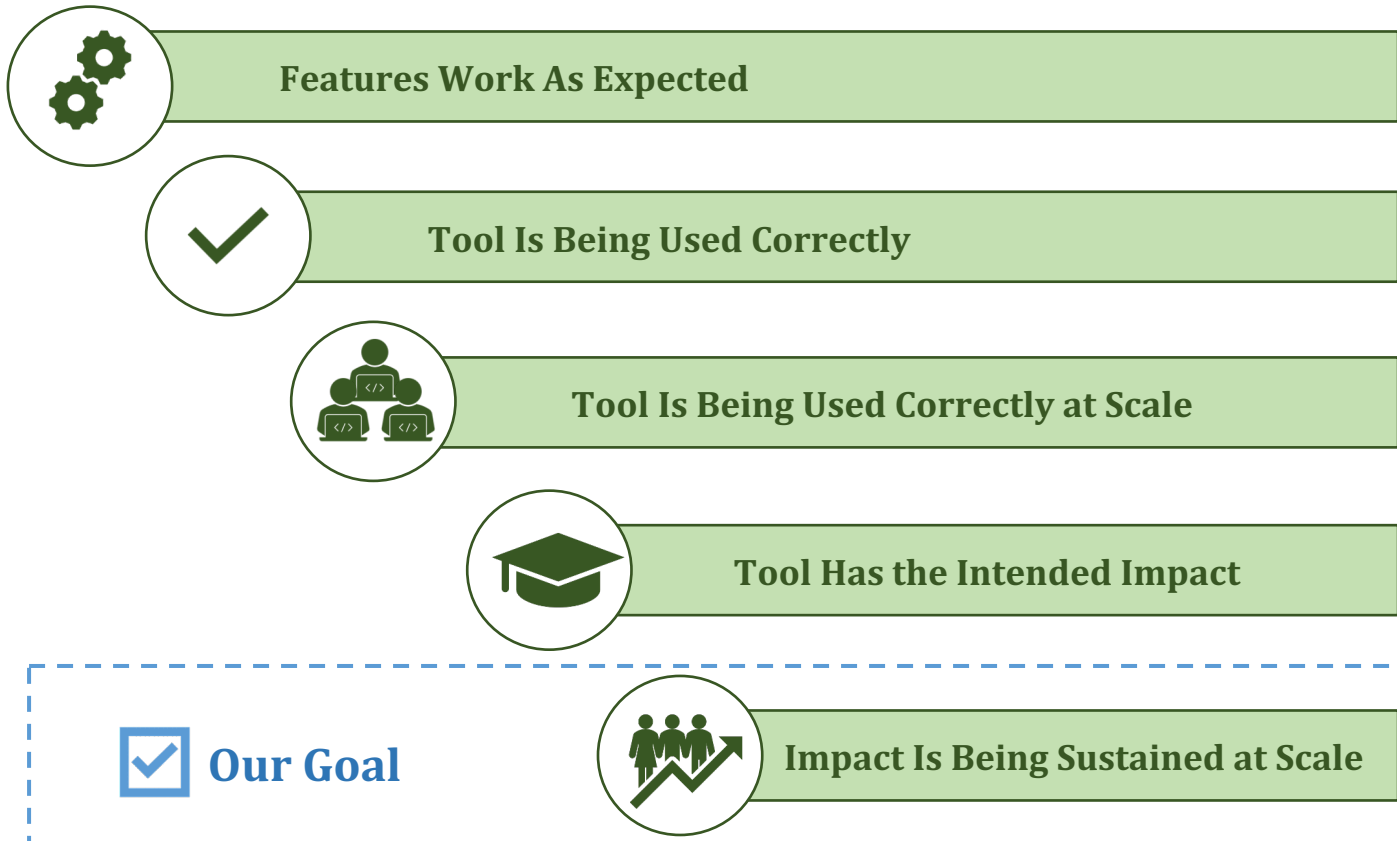 Features Work As Expected
Tool Is Being Used Correctly
</>
</> </>
Tool Is Being Used Correctly at Scale
Tool Has the Intended Impact
Our Goal
Impact Is Being Sustained at Scale